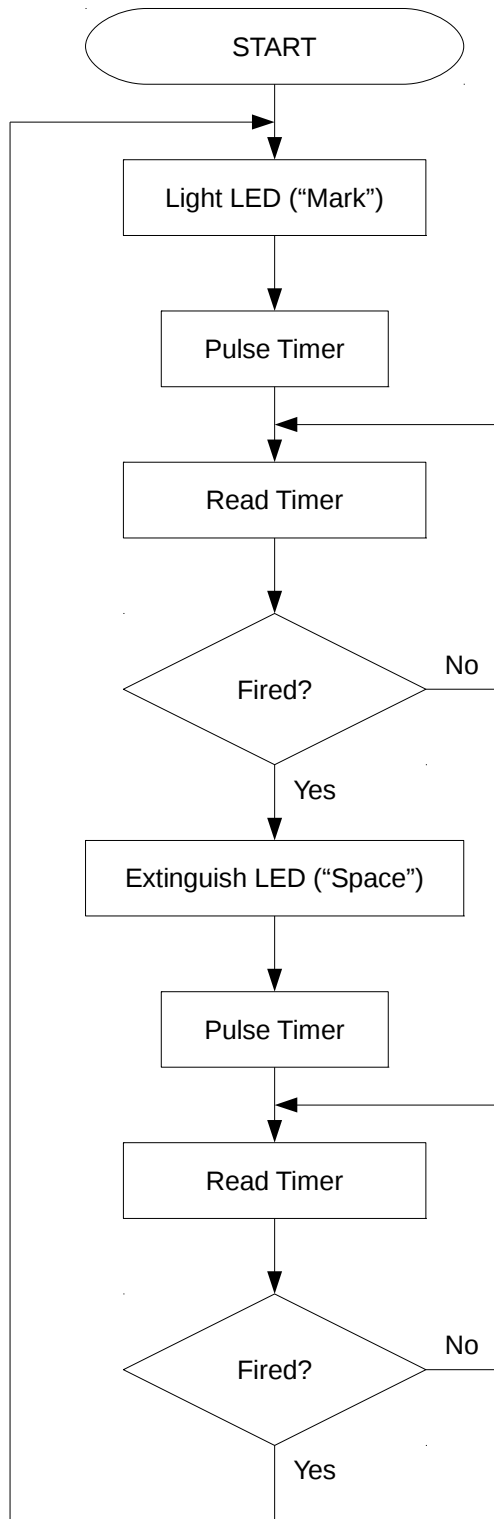 START
Light LED (“Mark”)
Pulse Timer
Read Timer
Fired?
No
Yes
Extinguish LED (“Space”)
Pulse Timer
Read Timer
Fired?
No
Yes